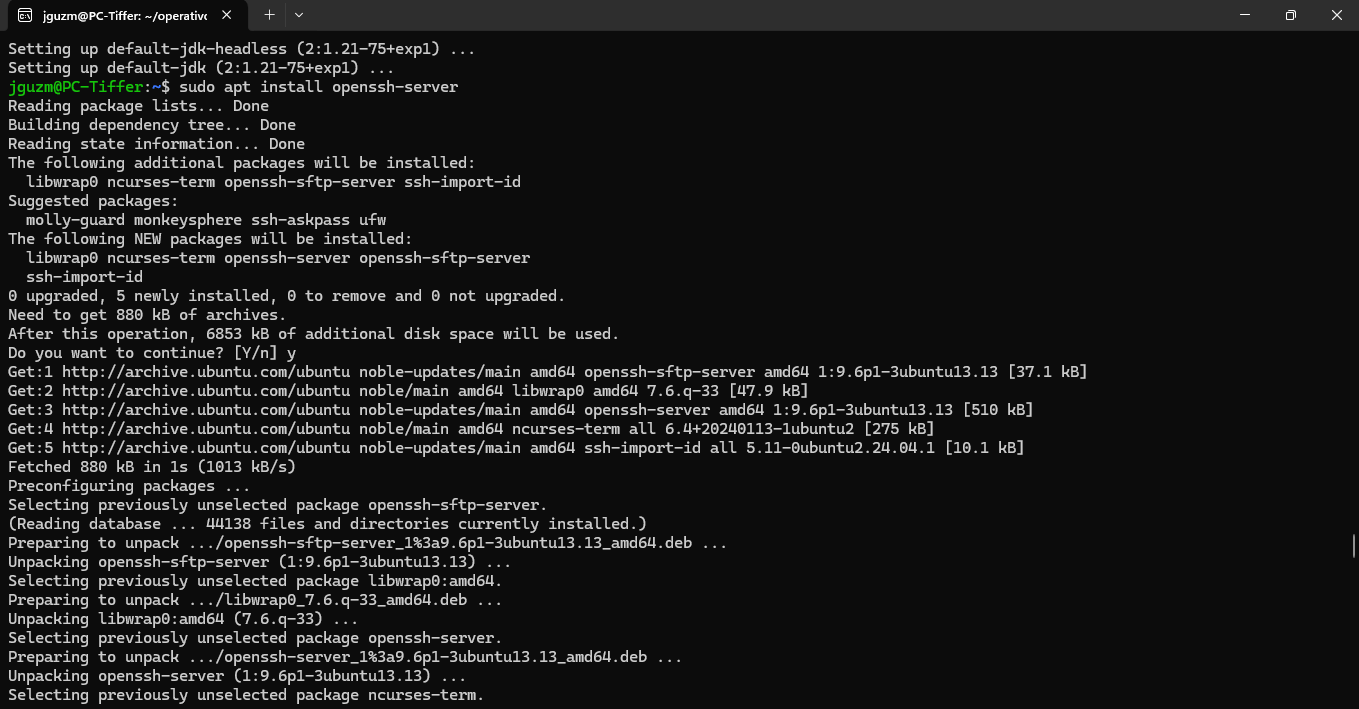 jguzm@PC-Tiffer: ~/operativo
Setting up default-jdk-headless (2:1.21-75+exp1) ...
Setting up default-jdk (2:1.21-75+exp1) ...
jguzm@PC-Tiffer:~$ sudo apt install openssh-server
Reading package lists... Done
Building dependency tree... Done
Reading state information... Done
The following additional packages will be installed:
  libwrap0 ncurses-term openssh-sftp-server ssh-import-id
Suggested packages:
  molly-guard monkeysphere ssh-askpass ufw
The following NEW packages will be installed:
  libwrap0 ncurses-term openssh-server openssh-sftp-server
  ssh-import-id
0 upgraded, 5 newly installed, 0 to remove and 0 not upgraded.
Need to get 880 kB of archives.
After this operation, 6853 kB of additional disk space will be used.
Do you want to continue? [Y/n] y
Get:1 http://archive.ubuntu.com/ubuntu noble-updates/main amd64 openssh-sftp-server amd64 1:9.6p1-3ubuntu13.13 [37.1 kB]
Get:2 http://archive.ubuntu.com/ubuntu noble/main amd64 libwrap0 amd64 7.6.q-33 [47.9 kB]
Get:3 http://archive.ubuntu.com/ubuntu noble-updates/main amd64 openssh-server amd64 1:9.6p1-3ubuntu13.13 [510 kB]
Get:4 http://archive.ubuntu.com/ubuntu noble/main amd64 ncurses-term all 6.4+20240113-1ubuntu2 [275 kB]
Get:5 http://archive.ubuntu.com/ubuntu noble-updates/main amd64 ssh-import-id all 5.11-0ubuntu2.24.04.1 [10.1 kB]
Fetched 880 kB in 1s (1013 kB/s)
Preconfiguring packages ...
Selecting previously unselected package openssh-sftp-server.
(Reading database ... 44138 files and directories currently installed.)
Preparing to unpack .../openssh-sftp-server_1%3a9.6p1-3ubuntu13.13_amd64.deb ...
Unpacking openssh-sftp-server (1:9.6p1-3ubuntu13.13) ...
Selecting previously unselected package libwrap0:amd64.
Preparing to unpack .../libwrap0_7.6.q-33_amd64.deb ...
Unpacking libwrap0:amd64 (7.6.q-33) ...
Selecting previously unselected package openssh-server.
Preparing to unpack .../openssh-server_1%3a9.6p1-3ubuntu13.13_amd64.deb ...
Unpacking openssh-server (1:9.6p1-3ubuntu13.13) ...
Selecting previously unselected package ncurses-term.